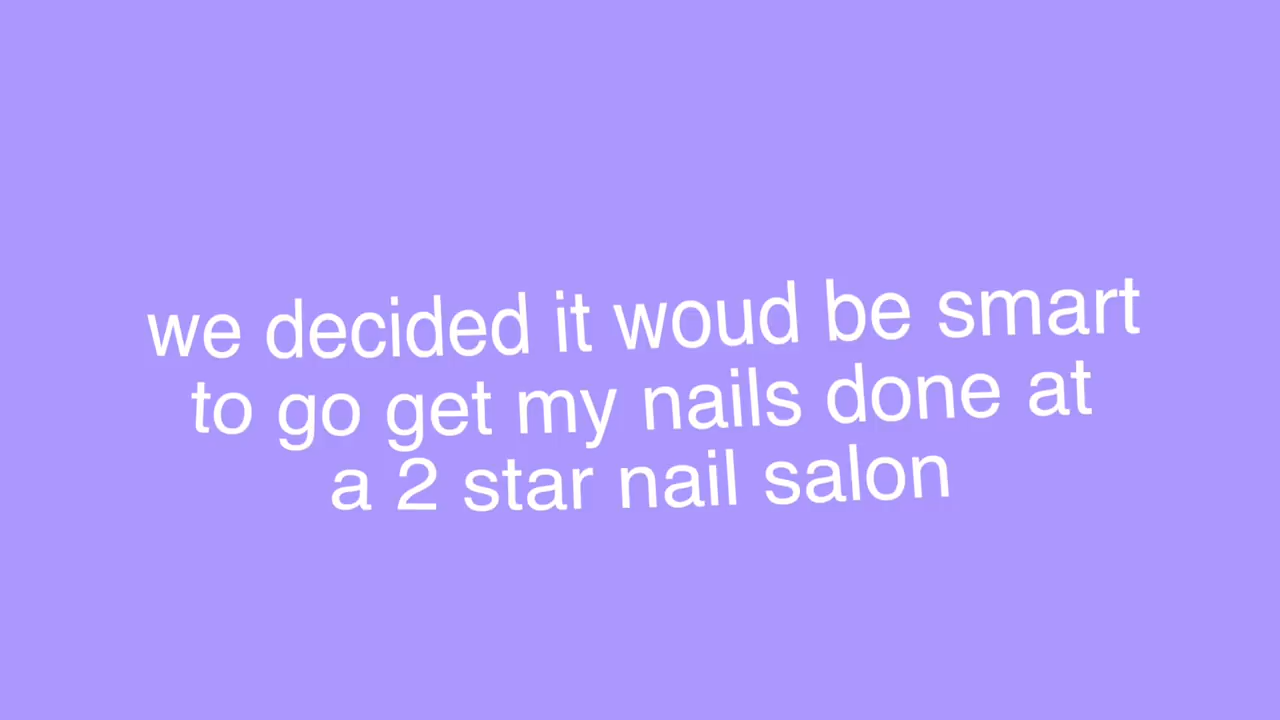 we decided it woud be smart
to go get my nails done at
a 2 star nail salon